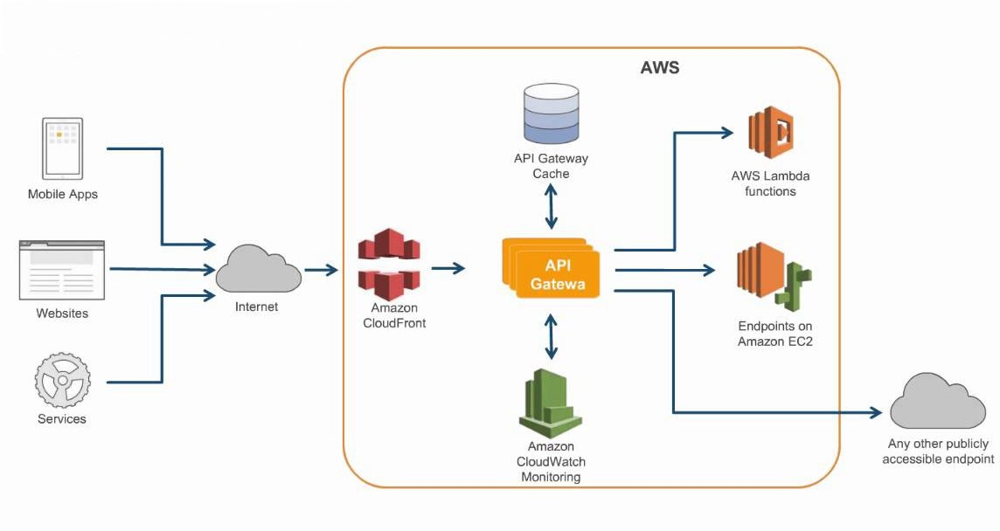 AWS
API Gateway
Cache
Mobile Apps
AWS Lambda
functions
API
Gatewa
Internet
Amazon
CloudFront
Websites
Endpoints on
Amazon EC2
Services
Amazon
CloudWatch
Monitoring
Any other publicly
accessible endpoint